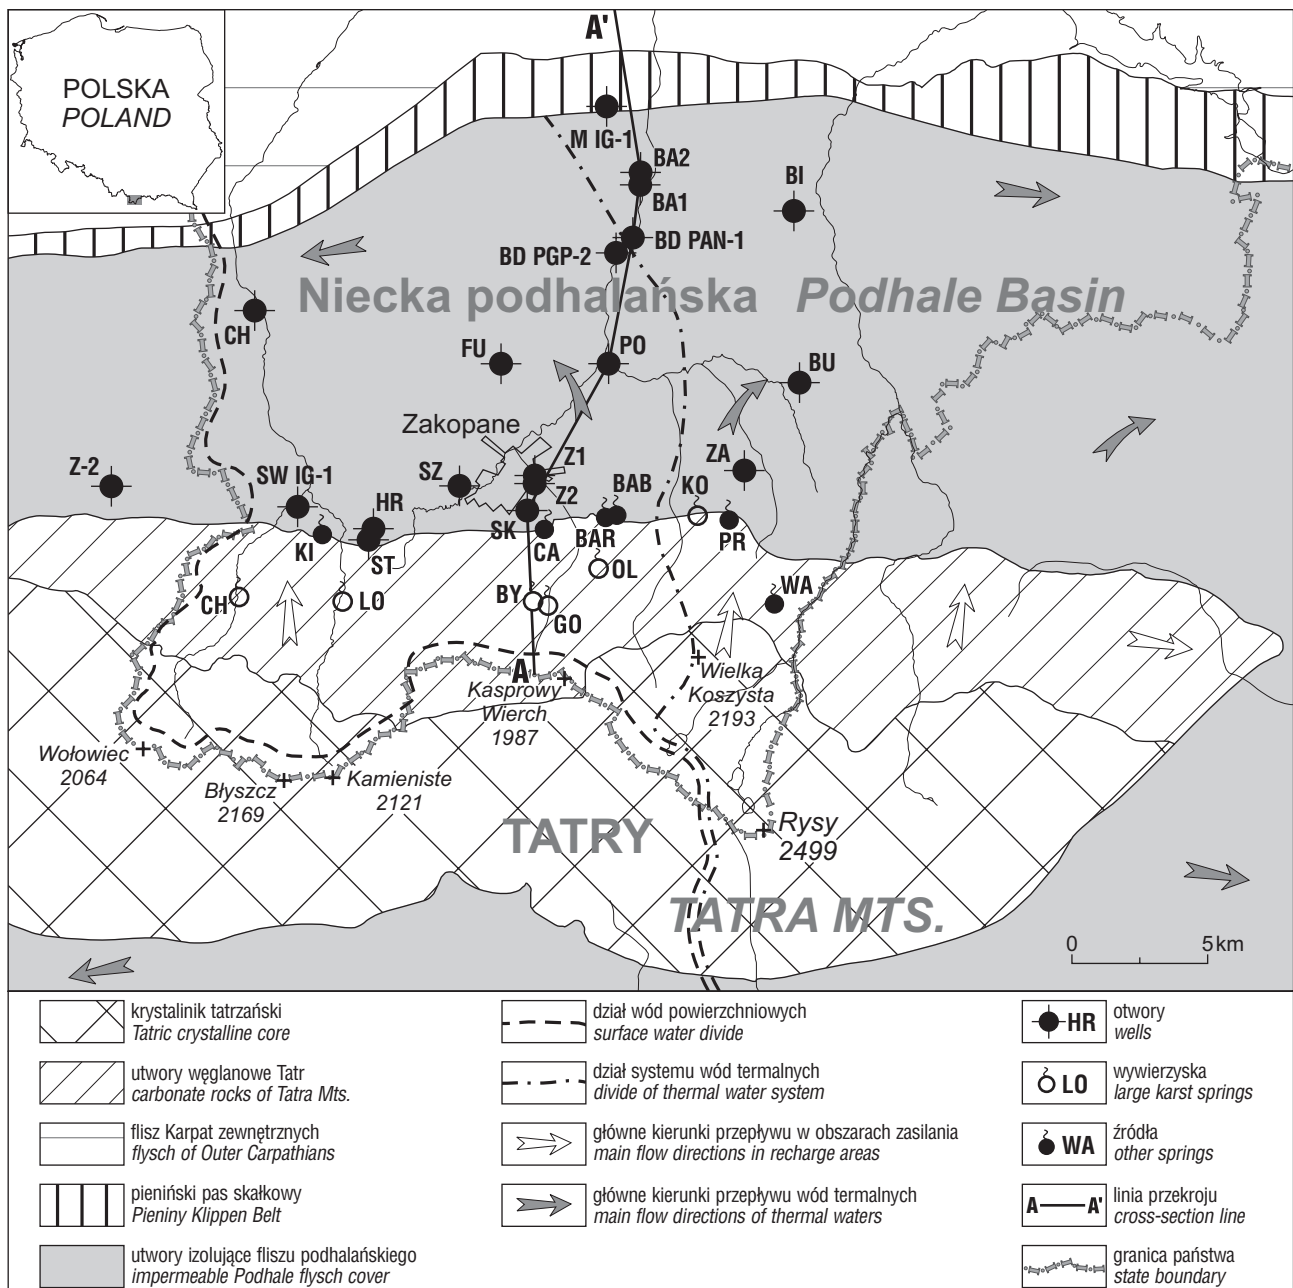 A'
POLSKA
POLAND
M IG-1
BA2
BA1
BI
BD PAN-1
BD PGP-2
Niecka podhalańska Podhale Basin
CH
FU
PO
BU
Zakopane
Z-2
SW IG-1
SZ
Z1
ZA
HR
Z2
BAB
KO
KI
ST
SK
CA
BAR
PR
OL
CH
LO
BY
GO
WA
A
Kasprowy
Wierch
1987
Wielka
Koszysta
2193
Wołowiec
2064
Błyszcz
2169
Kamieniste
2121
TATRY
Rysy
2499
TATRA MTS.
0 5 km
krystalinik tatrzański
Tatric crystalline core
utwory węglanowe Tatr
carbonate rocks of Tatra Mts.
flisz Karpat zewnętrznych
flysch of Outer Carpathians
pieniński pas skałkowy
Pieniny Klippen Belt
utwory izolujące fliszu podhalańskiego
impermeable Podhale flysch cover
dział wód powierzchniowych
surface water divide
dział systemu wód termalnych
divide of thermal water system
główne kierunki przepływu w obszarach zasilania
main flow directions in recharge areas
główne kierunki przepływu wód termalnych
main flow directions of thermal waters
HR
otwory
wells
LO
wywierzyska
large karst springs
WA
źródła
other springs
A A'
linia przekroju
cross-section line
granica państwa
state boundary